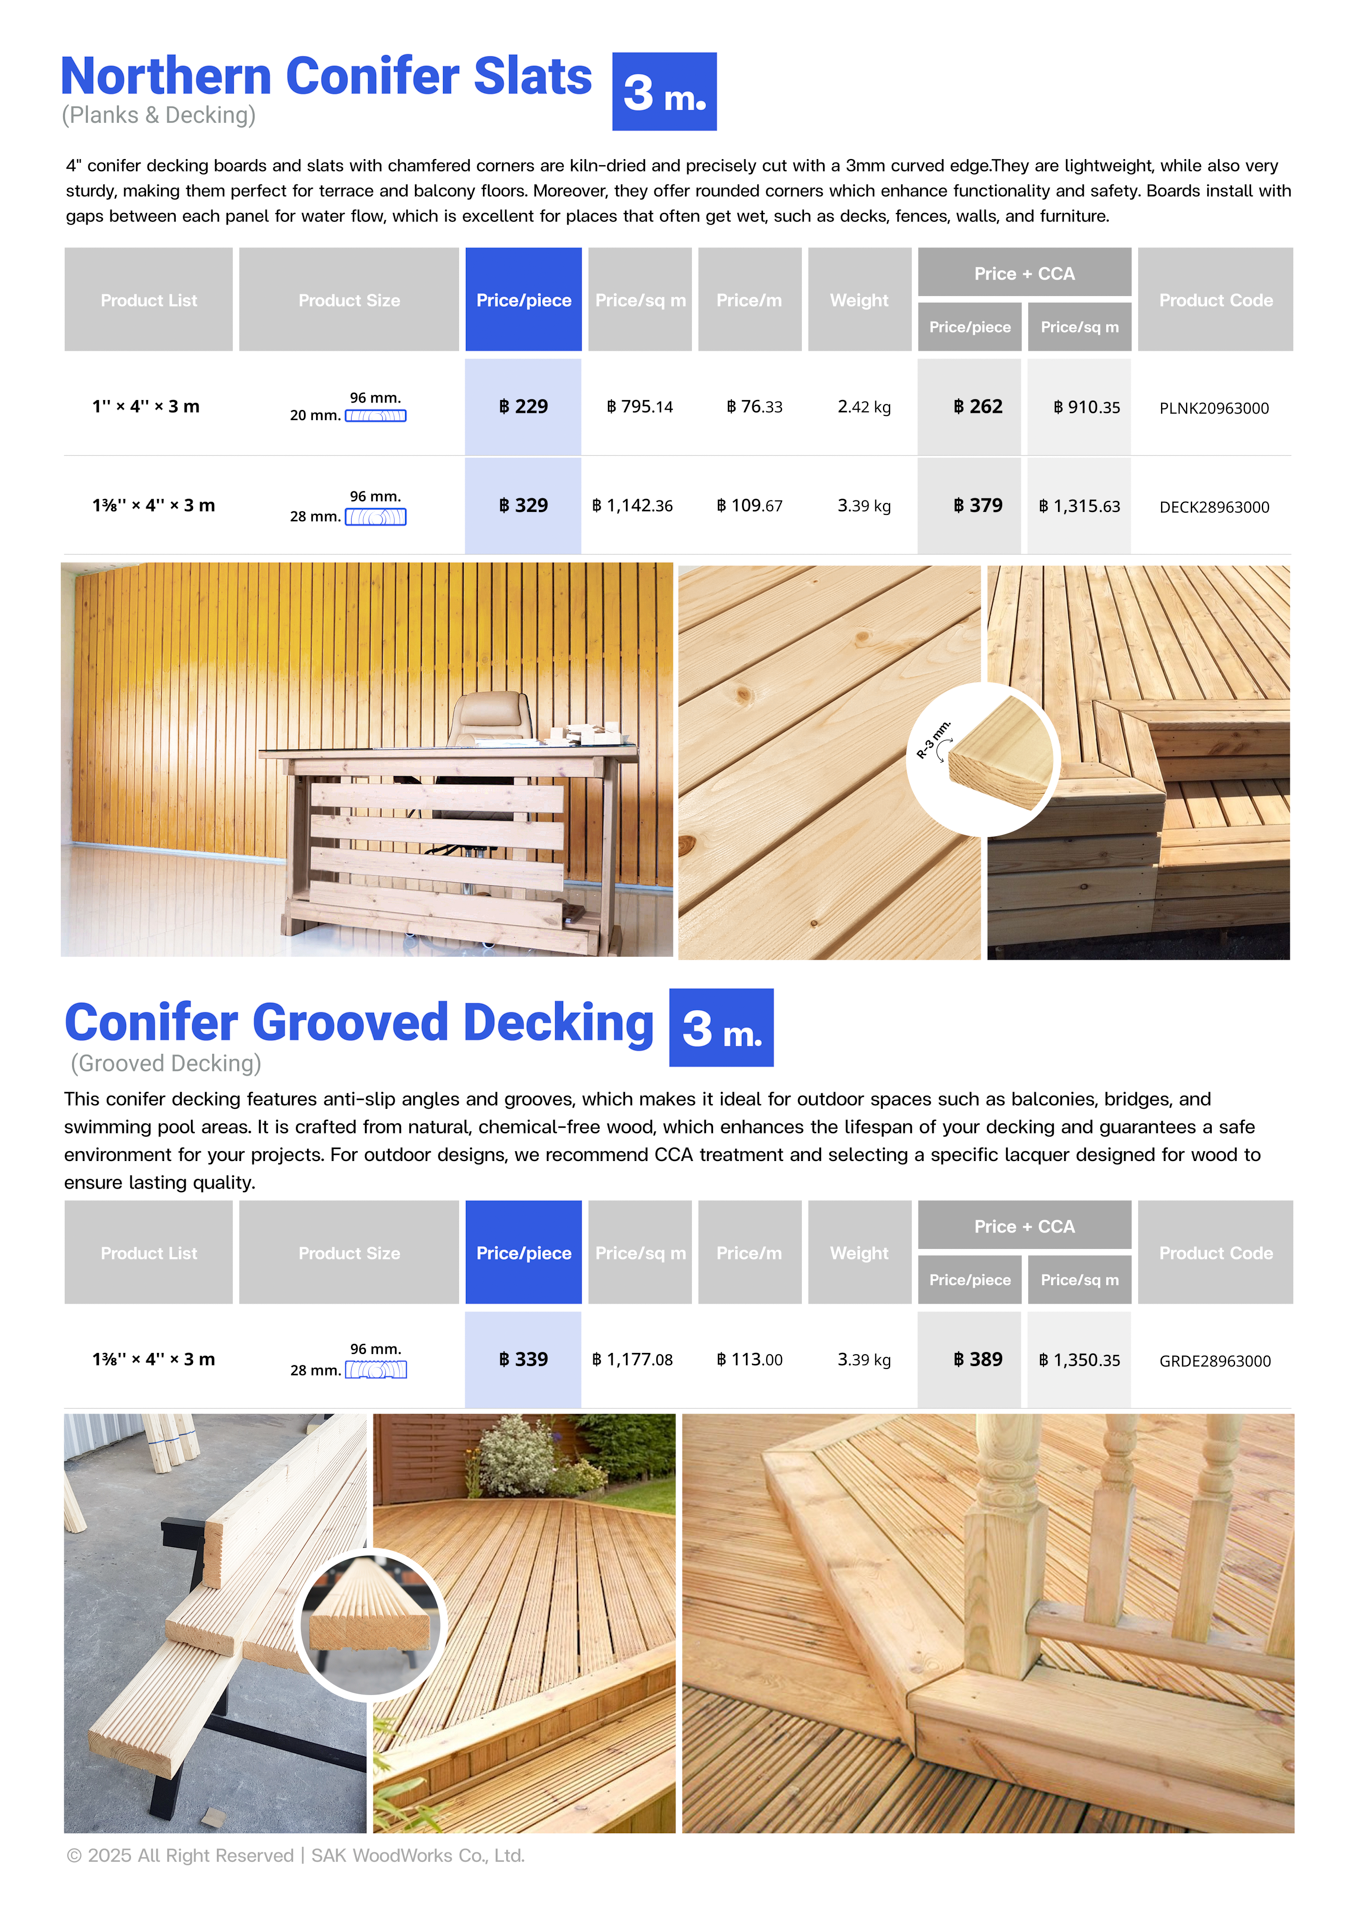 Northern Conifer Slats
3 m.
(Planks & Decking)
4" conifer decking boards and slats with chamfered corners are kiln-dried and precisely cut with a 3mm curved edge.They are lightweight, while also very
sturdy, making them perfect for terrace and balcony floors. Moreover, they offer rounded corners which enhance functionality and safety. Boards install with
gaps between each panel for water flow, which is excellent for places that often get wet, such as decks, fences, walls, and furniture.
Product List Product Size Price/piece Price/sq m Price/m Weight Price + CCA Product Code
Price/piece Price/sq m
96 mm.
1'' × 4'' × 3 m 20 mm. ฿ 229 ฿ 795.14 ฿ 76.33 2.42 kg ฿ 262 ฿ 910.35 PLNK20963000
96 mm.
1⅜'' × 4'' × 3 m 28 mm. ฿ 329 ฿ 1,142.36 ฿ 109.67 3.39 kg ฿ 379 ฿ 1,315.63 DECK28963000
R-3 mm.
Conifer Grooved Decking
3 m.
(Grooved Decking)
This conifer decking features anti-slip angles and grooves, which makes it ideal for outdoor spaces such as balconies, bridges, and
swimming pool areas. It is crafted from natural, chemical-free wood, which enhances the lifespan of your decking and guarantees a safe
environment for your projects. For outdoor designs, we recommend CCA treatment and selecting a specific lacquer designed for wood to
ensure lasting quality.
Product List Product Size Price/piece Price/sq m Price/m Weight Price + CCA Product Code
Price/piece Price/sq m
96 mm.
1⅜'' × 4'' × 3 m 28 mm. ฿ 339 ฿ 1,177.08 ฿ 113.00 3.39 kg ฿ 389 ฿ 1,350.35 GRDE28963000
© 2025 All Right Reserved | SAK WoodWorks Co., Ltd.